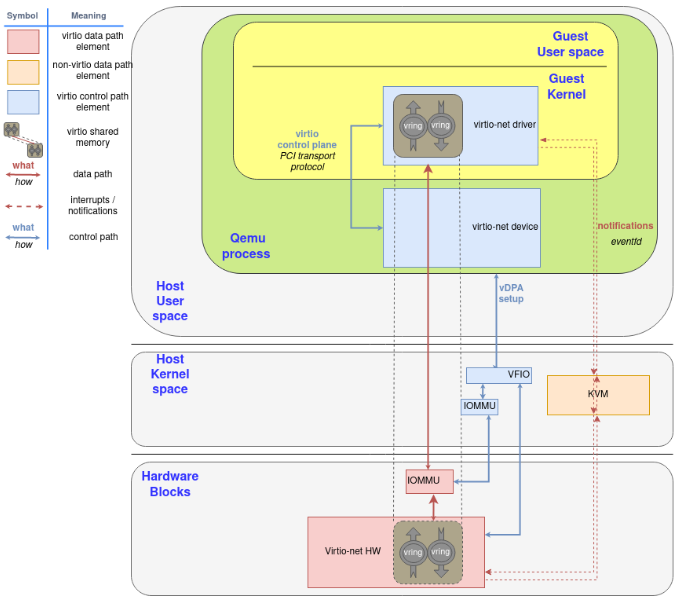 Symbol
Meaning
virtio data path
element
non-virtio data path
element
virtio control path
element
virtio shared
memory
what
how
data path
interrupts /
notifications
what
how
control path
Guest
User space
Guest
Kernel
vring
vring
virtio-net driver
virtio
control plane
PCI transport
protocol
virtio-net device
notifications
eventfd
Qemu
process
Host
User
space
vDPA
setup
Host
Kernel
space
VFIO
IOMMU
KVM
Hardware
Blocks
IOMMU
Virtio-net HW
vring
vring